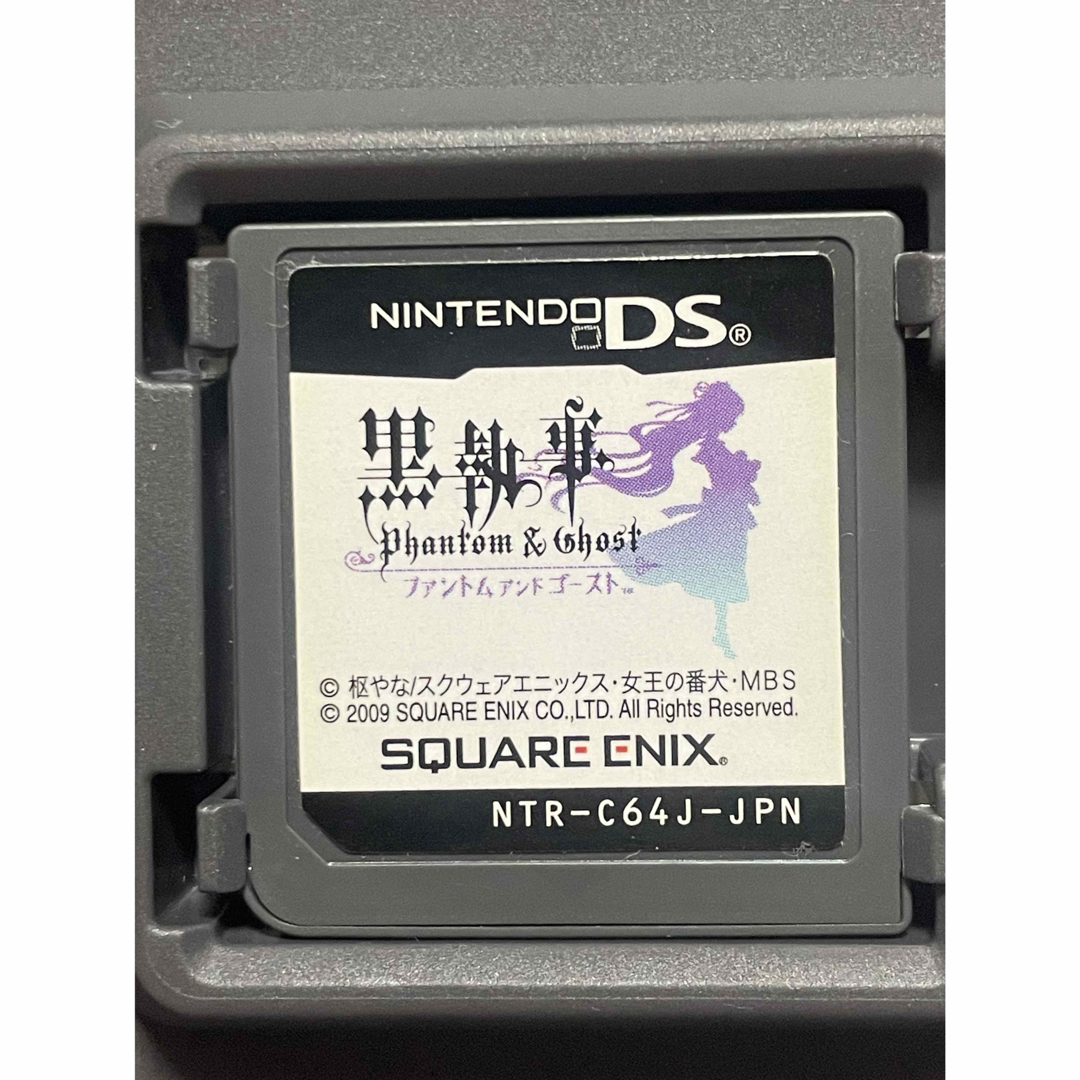 NINTENDO DS®
黒執事
Phantom & Ghost
ファントム アンド ゴースト™
© 枢やな/スクウェアエニックス・女王の番犬・MBS
© 2009 SQUARE ENIX CO.,LTD. All Rights Reserved.
SQUARE ENIX®
NTR-C64J-JPN